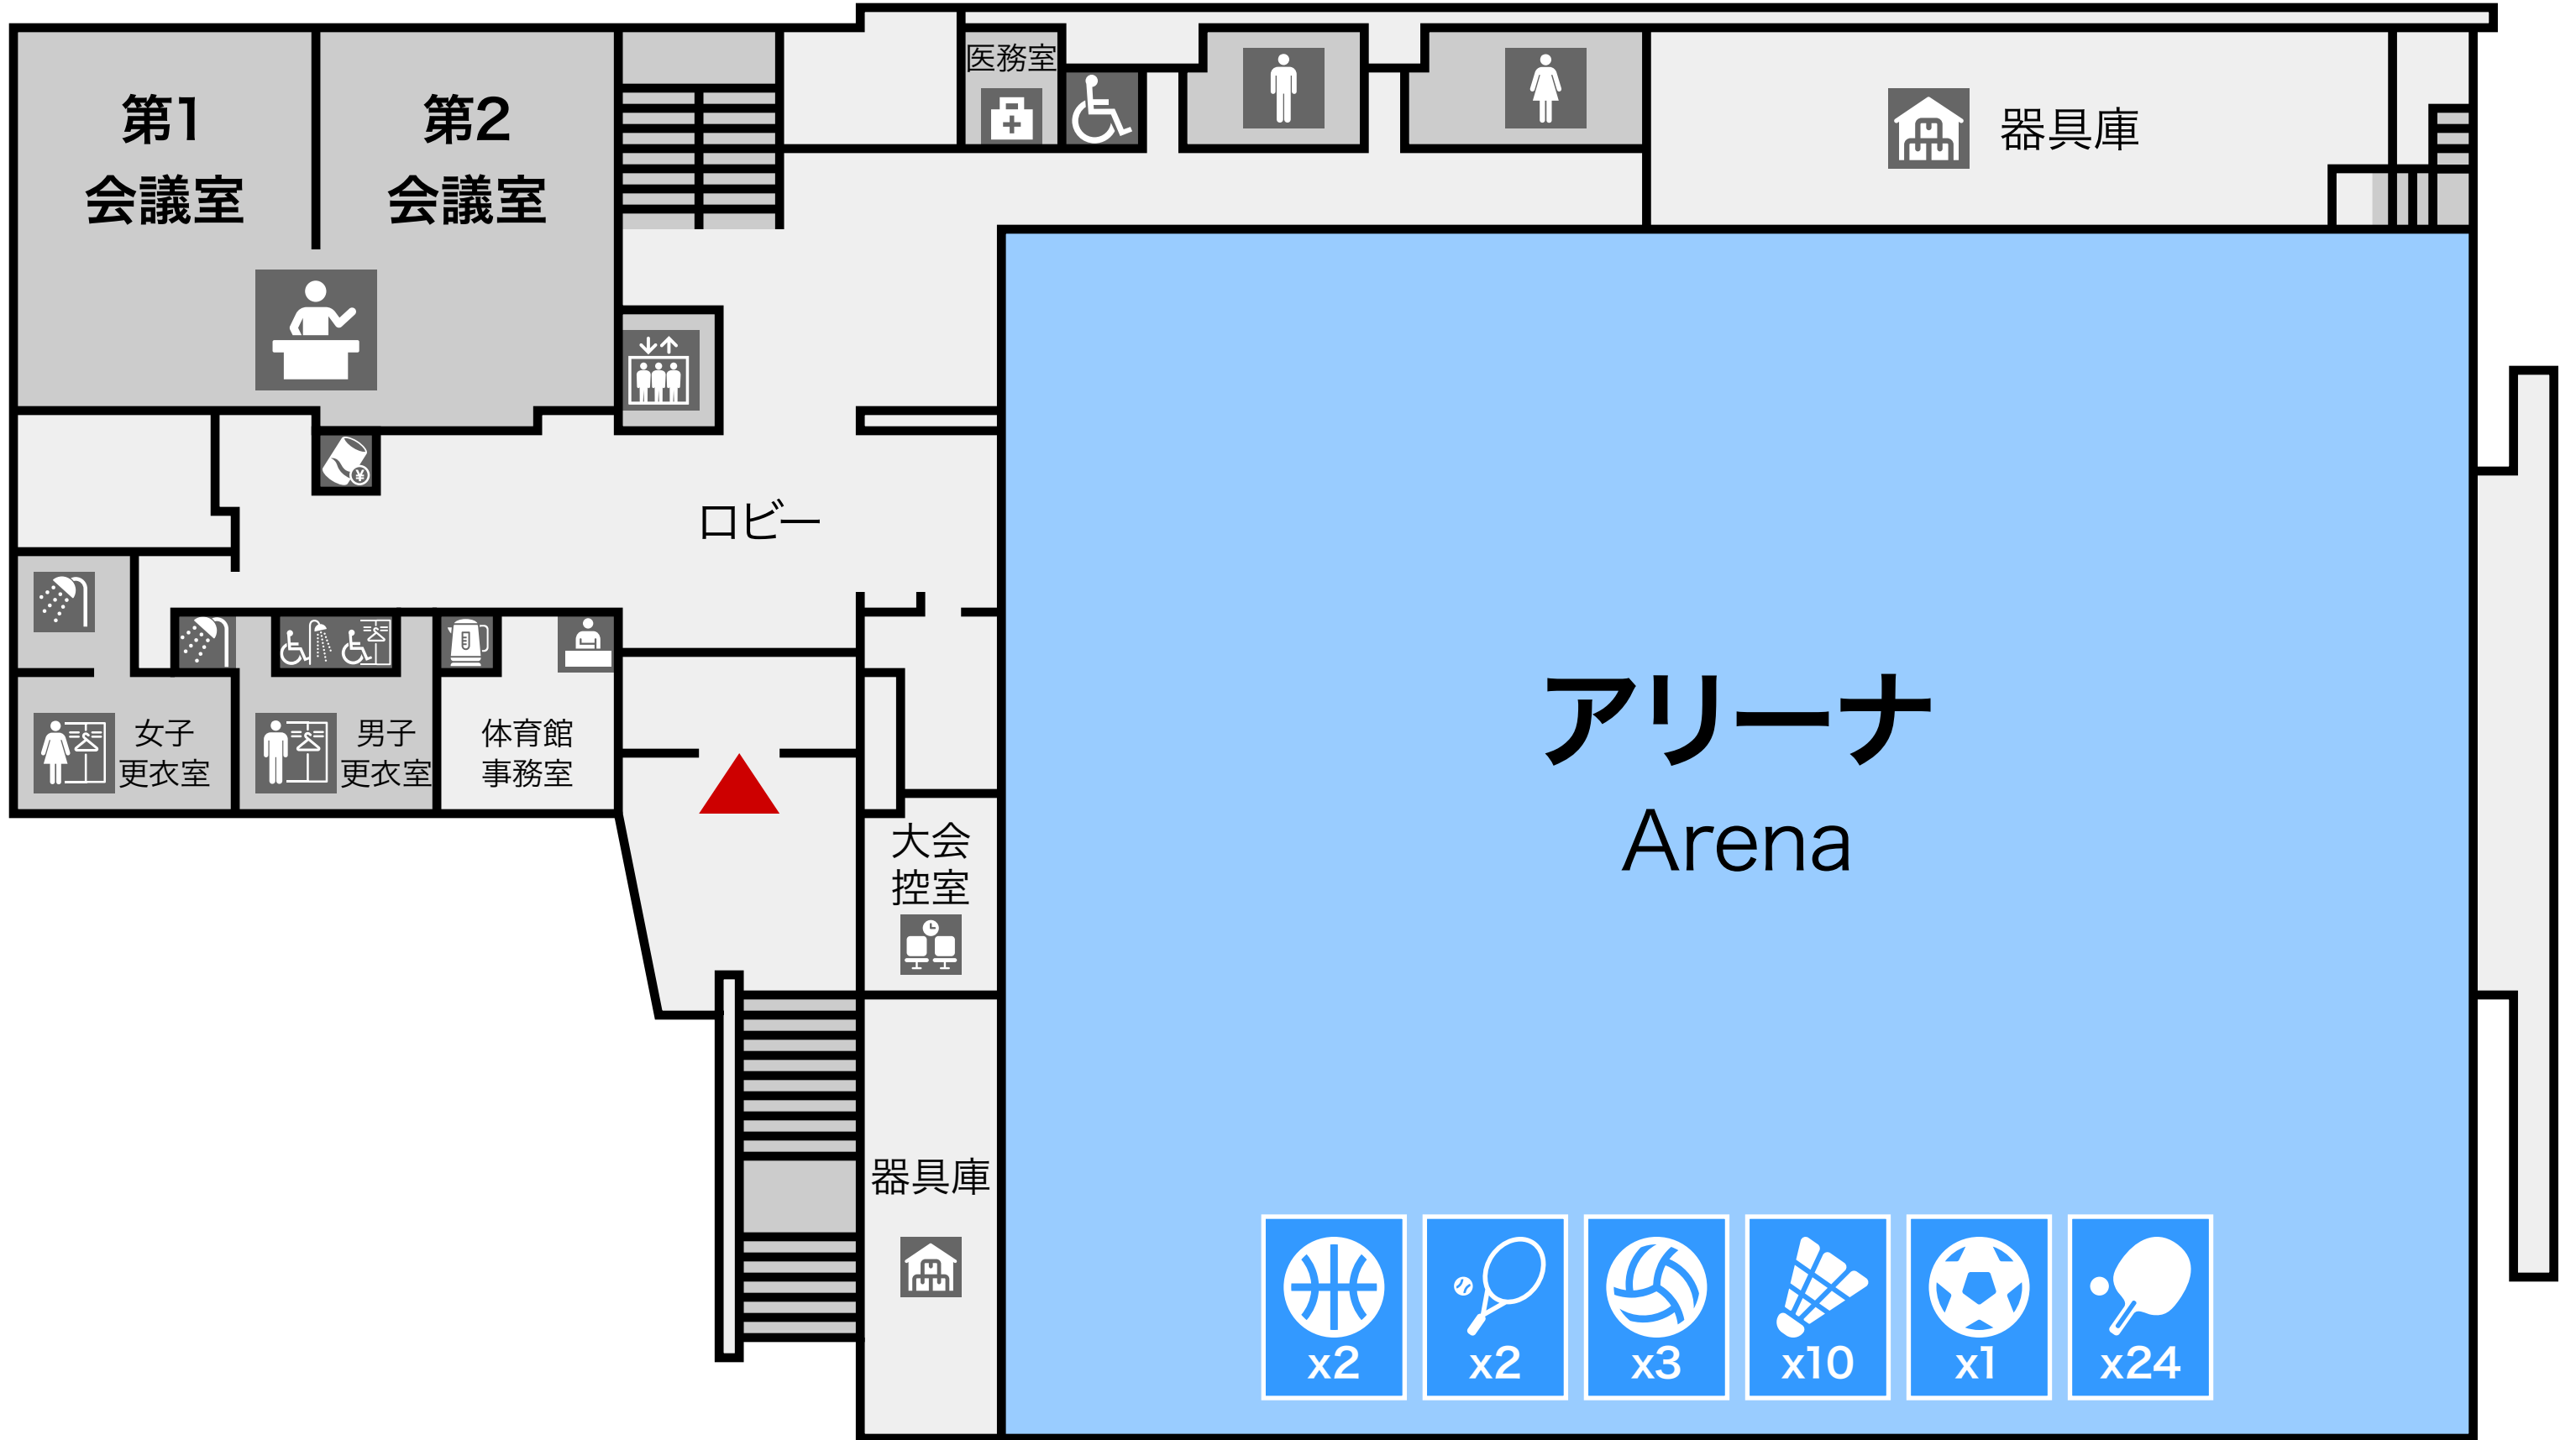 第1
会議室
第2
会議室
医務室
器具庫
¥
ロビー
女子
更衣室
男子
更衣室
体育館
事務室
アリーナ
Arena
大会
控室
器具庫
x2
x2
x3
x10
x1
x24